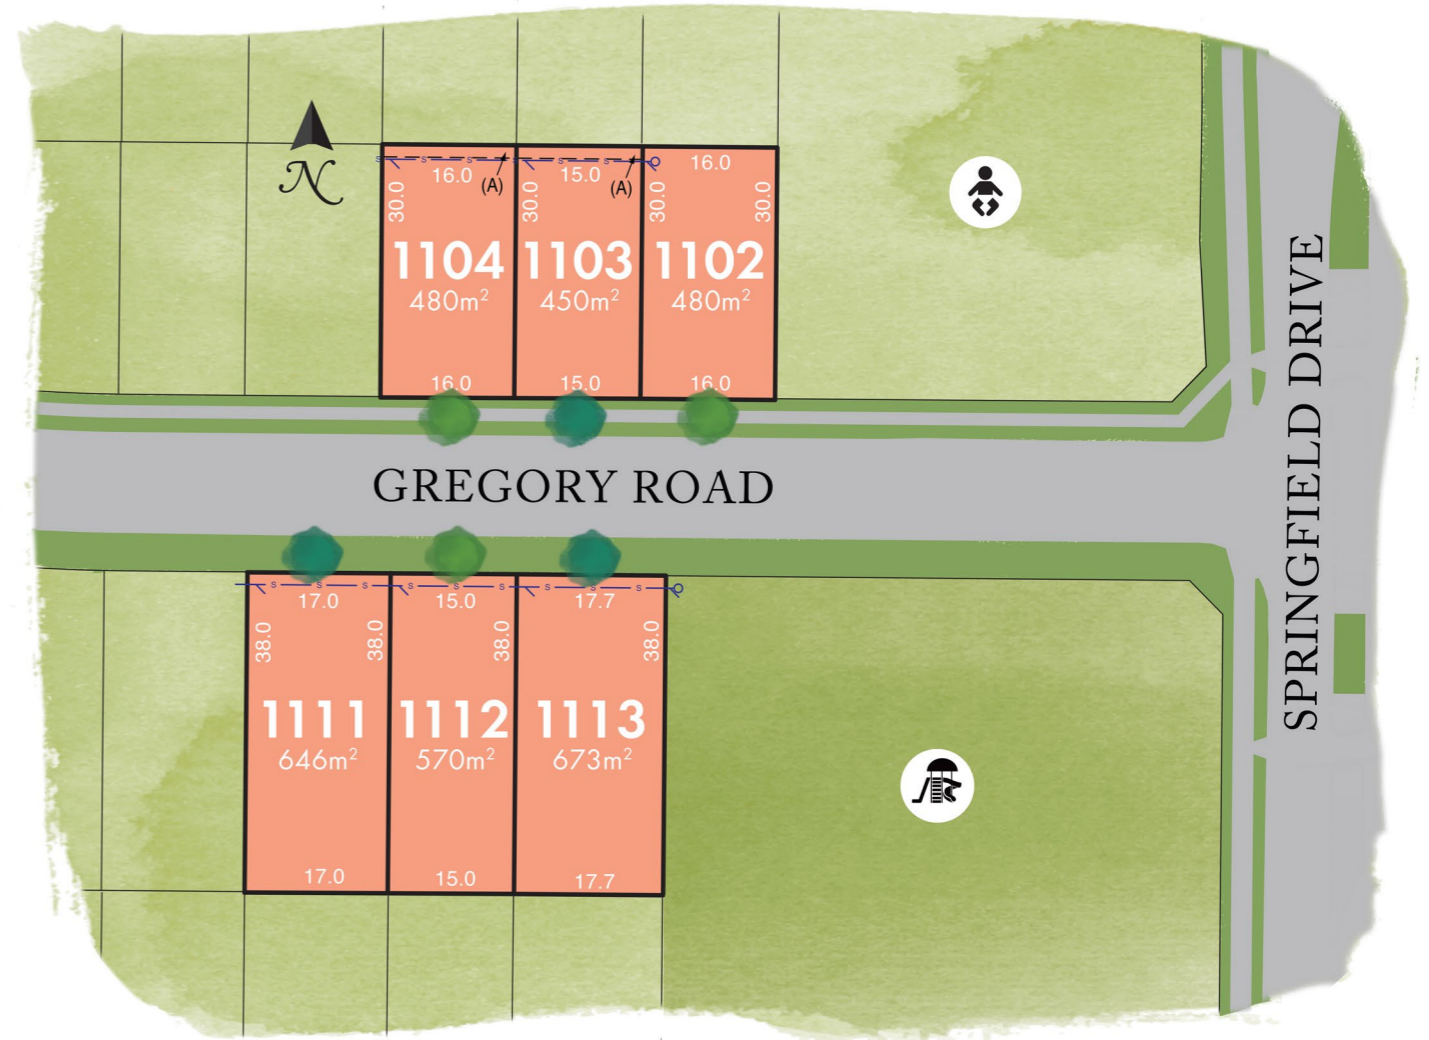 N
16.0
(A)
15.0
(A)
16.0
30.0
30.0
30.0
30.0
1104
480m²
1103
450m²
1102
480m²
16.0
15.0
16.0
GREGORY ROAD
SPRINGFIELD DRIVE
s s s s s s
s s s s s s s s
17.0
15.0
17.7
38.0
38.0
38.0
38.0
1111
646m²
1112
570m²
1113
673m²
17.0
15.0
17.7